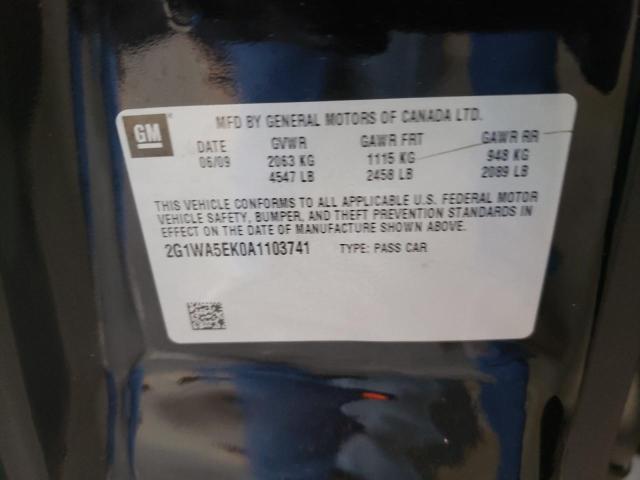 GM
MFD BY GENERAL MOTORS OF CANADA LTD.
DATE GVWR GAWR FRT GAWR RR
06/09 2063 KG 1115 KG 948 KG
4547 LB 2458 LB 2089 LB
THIS VEHICLE CONFORMS TO ALL APPLICABLE U.S. FEDERAL MOTOR
VEHICLE SAFETY, BUMPER, AND THEFT PREVENTION STANDARDS IN
EFFECT ON THE DATE OF MANUFACTURE SHOWN ABOVE.
2G1WA5EK0A1103741 TYPE: PASS CAR